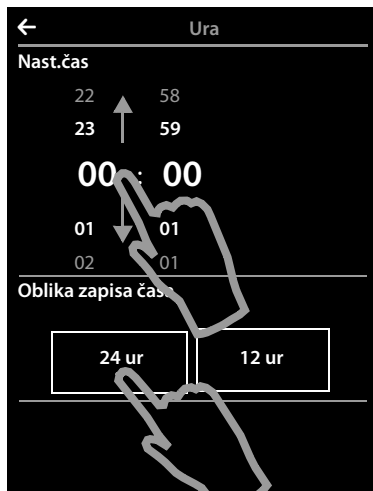 Ura
Nast.čas
22 58
23 59
00 : 00
01 01
02 01
Oblika zapisa časa
24 ur 12 ur